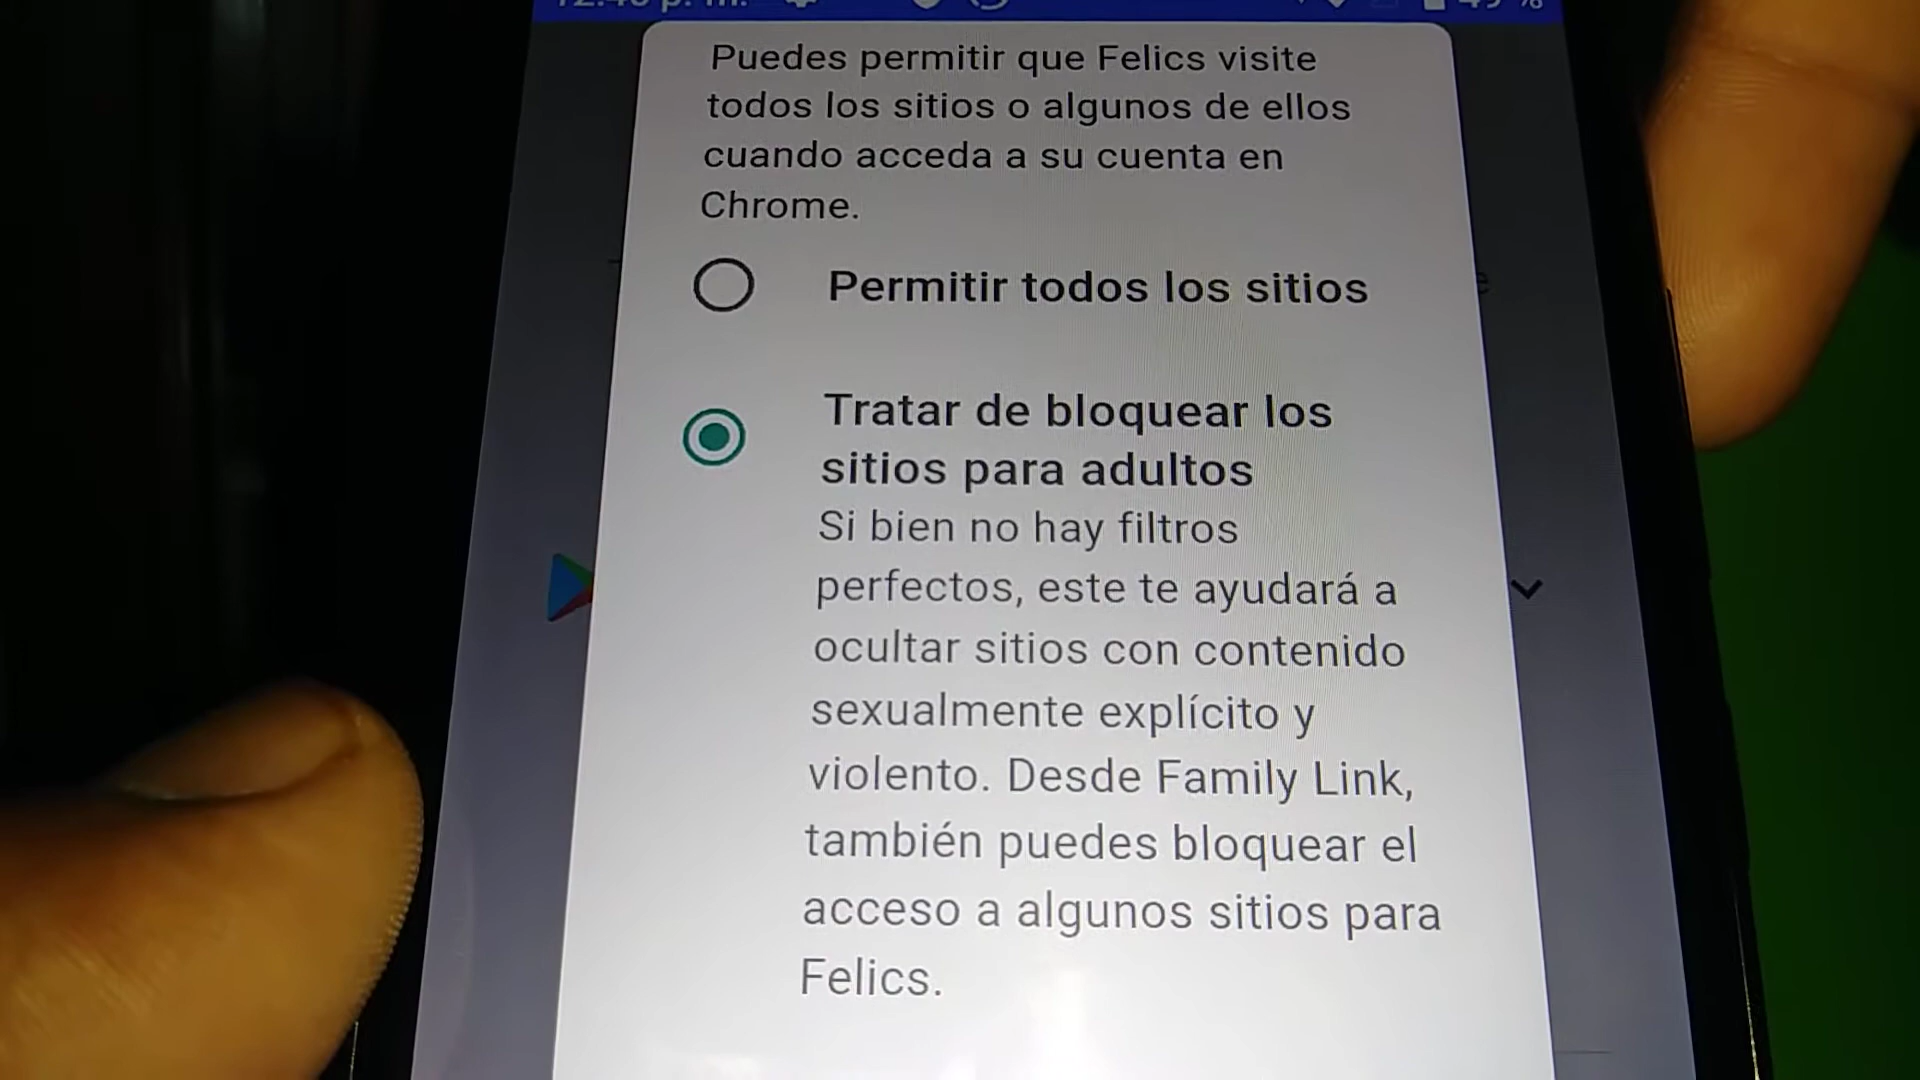 Puedes permitir que Felics visite
todos los sitios o algunos de ellos
cuando acceda a su cuenta en
Chrome.
Permitir todos los sitios
Tratar de bloquear los
sitios para adultos
Si bien no hay filtros
perfectos, este te ayudará a
ocultar sitios con contenido
sexualmente explícito y
violento. Desde Family Link,
también puedes bloquear el
acceso a algunos sitios para
Felics.